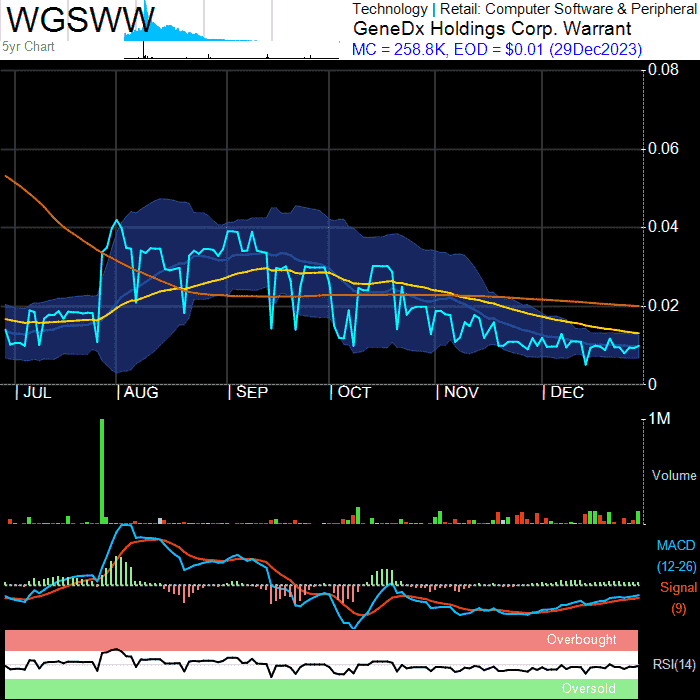 WGSWW
5yr Chart
Technology | Retail: Computer Software & Peripheral
GeneDx Holdings Corp. Warrant
MC = 258.8K, EOD = $0.01 (29Dec2023)
0.08
0.06
0.04
0.02
0
JUL AUG SEP OCT NOV DEC
1M
Volume
MACD
(12-26)
Signal
(9)
Overbought
RSI(14)
Oversold